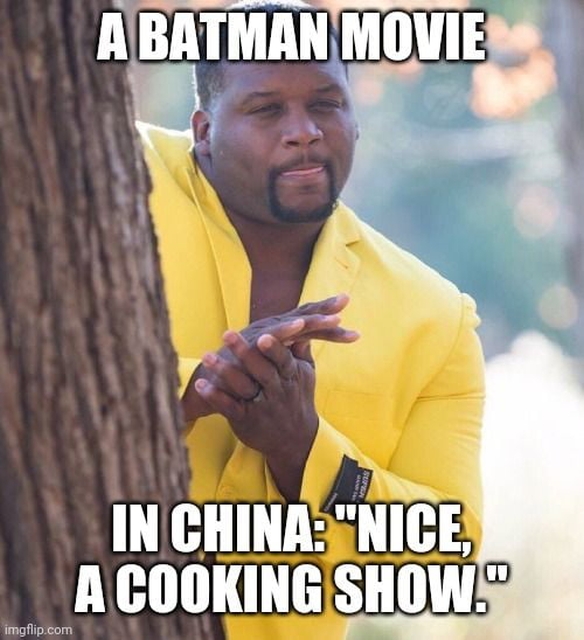 A BATMAN MOVIE
IN CHINA: "NICE,
A COOKING SHOW."
imgflip.com